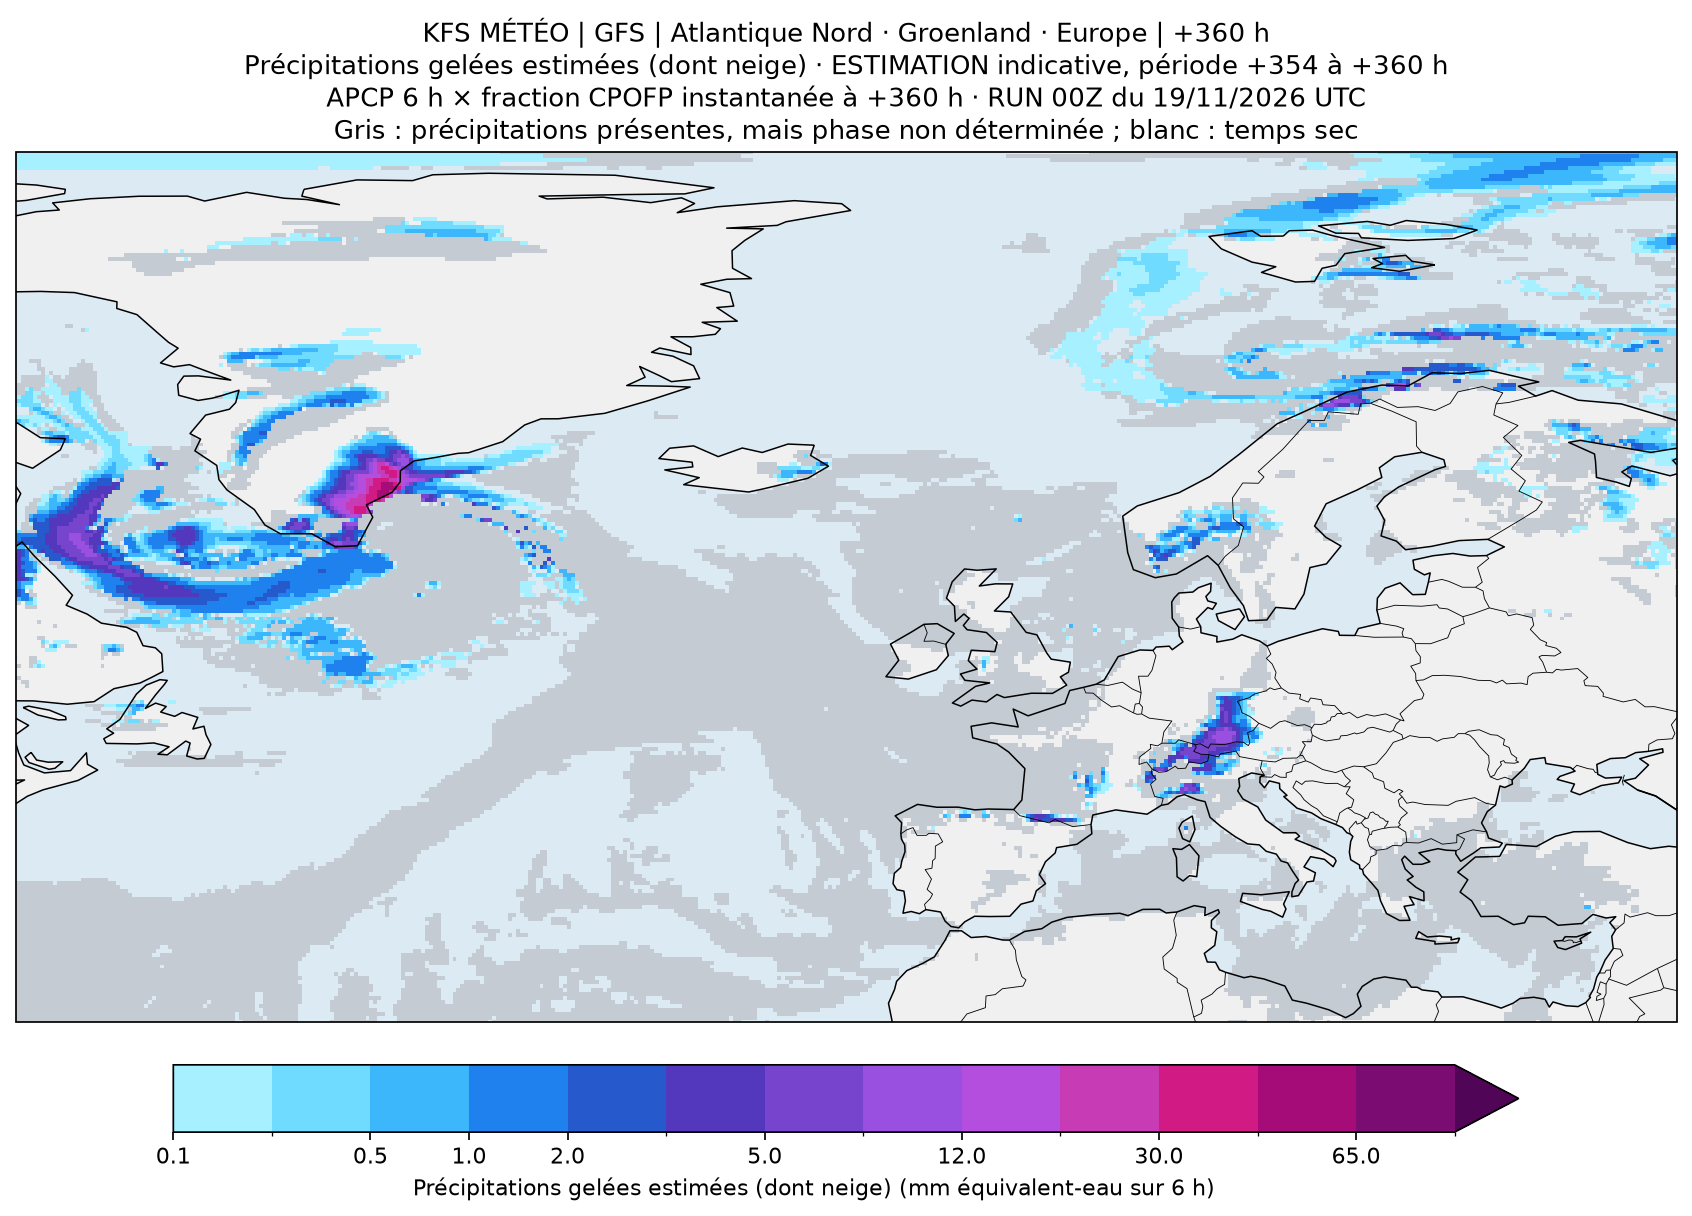 KFS MÉTÉO | GFS | Atlantique Nord · Groenland · Europe | +360 h
Précipitations gelées estimées (dont neige) · ESTIMATION indicative, période +354 à +360 h
APCP 6 h × fraction CPOFP instantanée à +360 h · RUN 00Z du 19/11/2026 UTC
Gris : précipitations présentes, mais phase non déterminée ; blanc : temps sec
0.1 0.5 1.0 2.0 5.0 12.0 30.0 65.0
Précipitations gelées estimées (dont neige) (mm équivalent-eau sur 6 h)